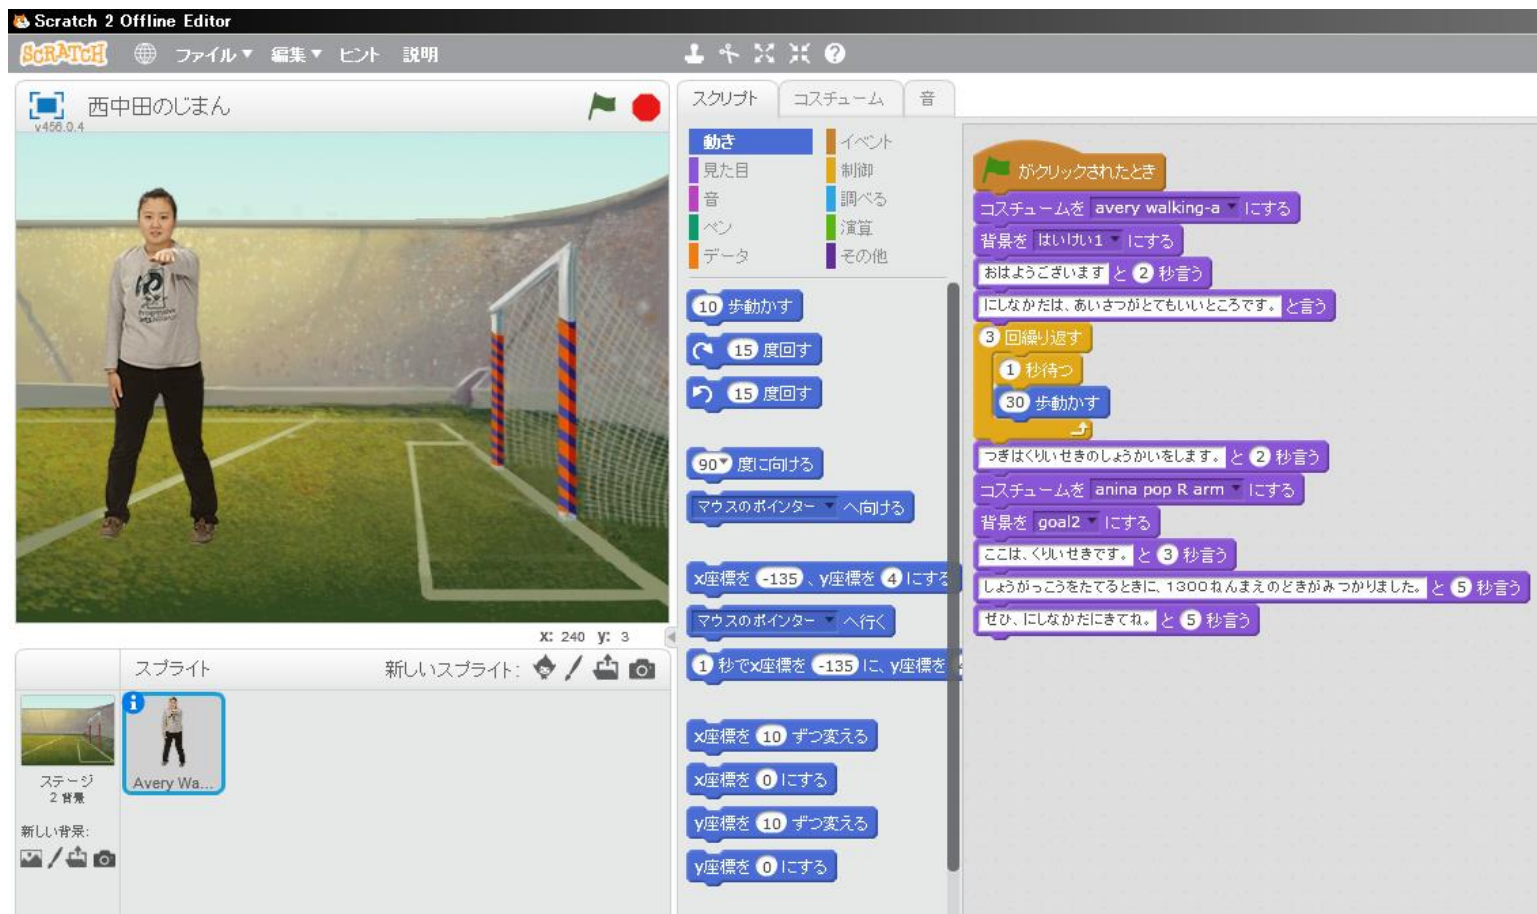 Scratch 2 Offline Editor
SCRATCH ファイル▼ 編集▼ ヒント 説明
西中田のじまん
v456.0.4
X: 240 y: 3
スプライト 新しいスプライト:
ステージ
2 背景
Avery Wa...
新しい背景:
スクリプト コスチューム 音
動き イベント
見た目 制御
音 調べる
ペン 演算
データ その他
10 歩動かす
15 度回す
15 度回す
90▼ 度に向ける
マウスのポインター へ向ける
x座標を -135 、y座標を 4 にする
マウスのポインター へ行く
1 秒でx座標を -135 に、y座標を
x座標を 10 ずつ変える
x座標を 0 にする
y座標を 10 ずつ変える
y座標を 0 にする
がクリックされたとき
コスチュームを avery walking-a にする
背景を はいけい1 にする
おはようございます と 2 秒言う
にしなかだは、あいさつがとてもいいところです。 と言う
3 回繰り返す
1 秒待つ
30 歩動かす
つぎはくりいせきのしょうかいをします。 と 2 秒言う
コスチュームを anina pop R arm にする
背景を goal2 にする
ここは、くりいせきです。 と 3 秒言う
しょうがっこうをたてるときに、1300ねんまえのどきがみつかりました。 と 5 秒言う
ぜひ、にしなかだにきてね。 と 5 秒言う